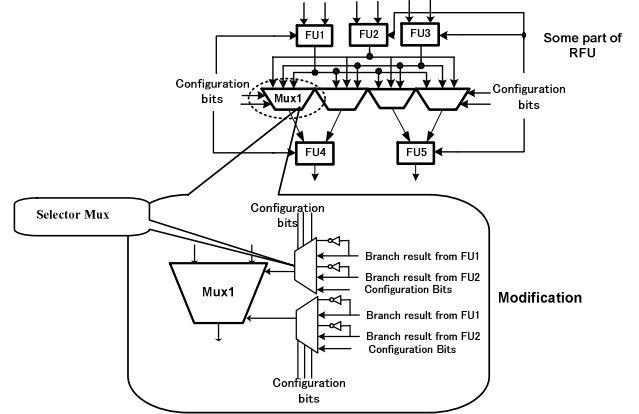 FU1
FU2
FU3
Some part of
RFU
Configuration
bits
Configuration
bits
Mux1
FU4
FU5
Selector Mux
Configuration
bits
Branch result from FU1
Branch result from FU2
Configuration Bits
Mux1
Modification
Branch result from FU1
Branch result from FU2
Configuration Bits
Configuration
bits